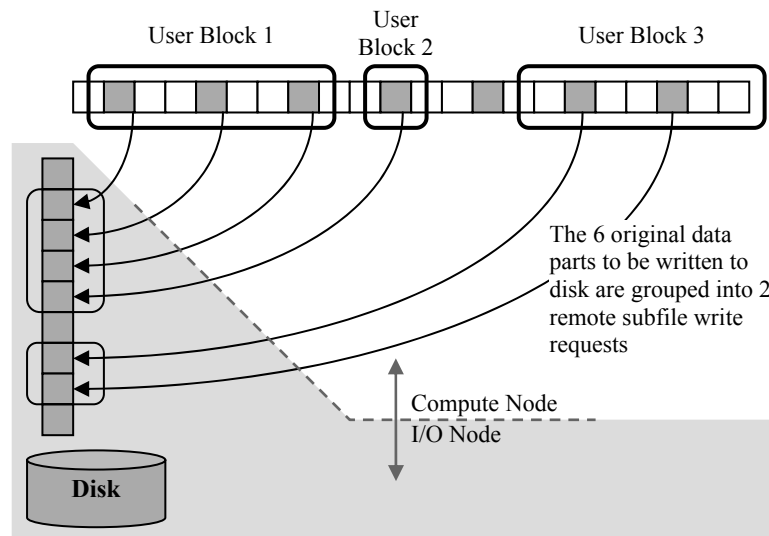 User Block 1
User
Block 2
User Block 3
The 6 original data
parts to be written to
disk are grouped into 2
remote subfile write
requests
Compute Node
I/O Node
Disk